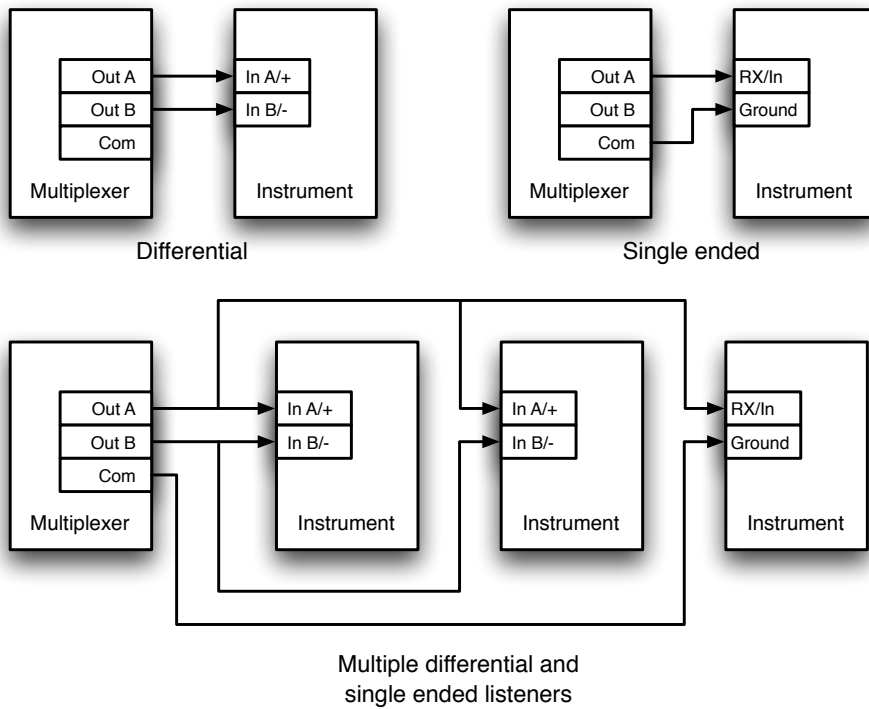 Out A
Out B
Com
Multiplexer
In A/+
In B/-
Instrument
Differential
Out A
Out B
Com
Multiplexer
RX/In
Ground
Instrument
Single ended
Out A
Out B
Com
Multiplexer
In A/+
In B/-
Instrument
In A/+
In B/-
Instrument
RX/In
Ground
Instrument
Multiple differential and
single ended listeners